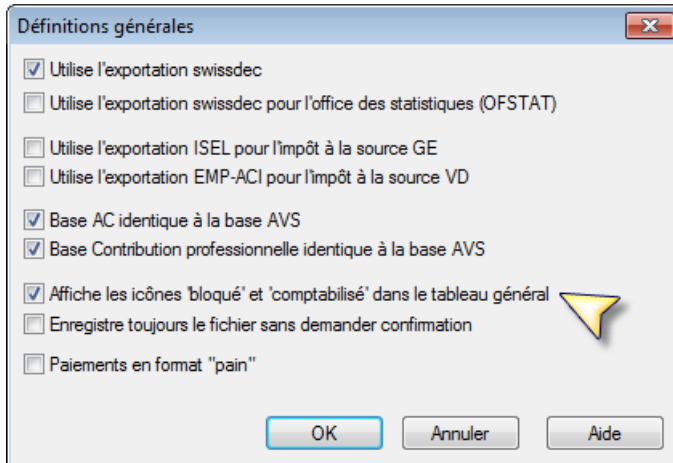 Définitions générales
Utilise l'exportation swissdec
Utilise l'exportation swissdec pour l'office des statistiques (OFSTAT)
Utilise l'exportation ISEL pour l'impôt à la source GE
Utilise l'exportation EMP-ACI pour l'impôt à la source VD
Base AC identique à la base AVS
Base Contribution professionnelle identique à la base AVS
Affiche les icônes 'bloqué' et 'comptabilisé' dans le tableau général
Enregistre toujours le fichier sans demander confirmation
Paiements en format "pain"
OK Annuler Aide